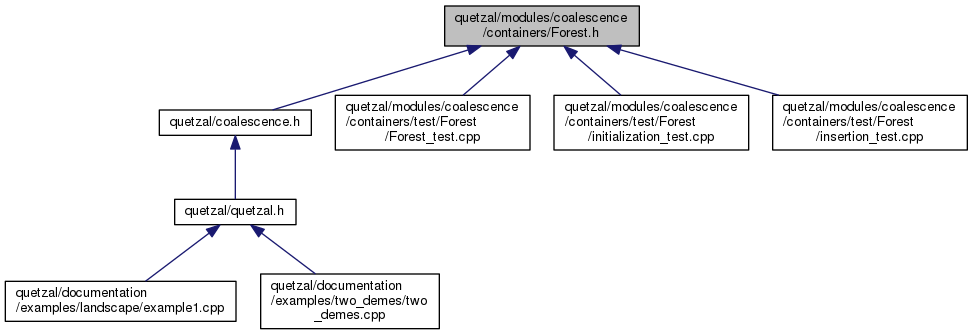 quetzal/modules/coalescence
/containers/Forest.h
quetzal/coalescence.h
quetzal/modules/coalescence
/containers/test/Forest
/Forest_test.cpp
quetzal/modules/coalescence
/containers/test/Forest
/initialization_test.cpp
quetzal/modules/coalescence
/containers/test/Forest
/insertion_test.cpp
quetzal/quetzal.h
quetzal/documentation
/examples/landscape/example1.cpp
quetzal/documentation
/examples/two_demes/two
_demes.cpp